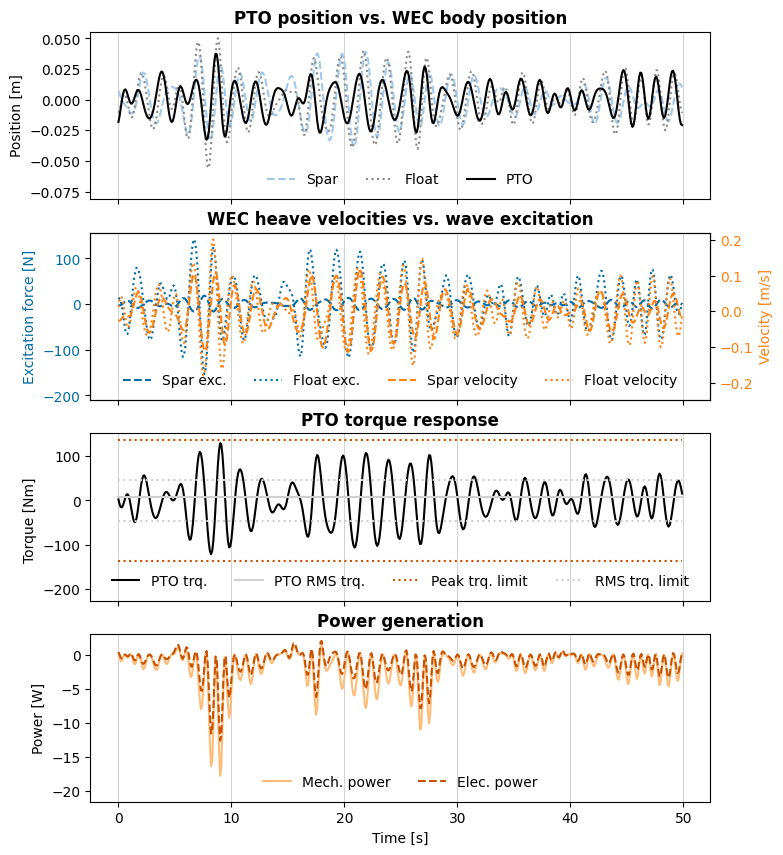 PTO position vs. WEC body position
0.050
0.025
0.000
−0.025
−0.050
−0.075
Position [m]
Spar Float PTO
WEC heave velocities vs. wave excitation
100
0
−100
−200
Excitation force [N]
0.2
0.1
0.0
−0.1
−0.2
Velocity [m/s]
Spar exc. Float exc. Spar velocity Float velocity
PTO torque response
100
0
−100
−200
Torque [Nm]
PTO trq. PTO RMS trq. Peak trq. limit RMS trq. limit
Power generation
0
−5
−10
−15
−20
Power [W]
Mech. power Elec. power
0 10 20 30 40 50
Time [s]